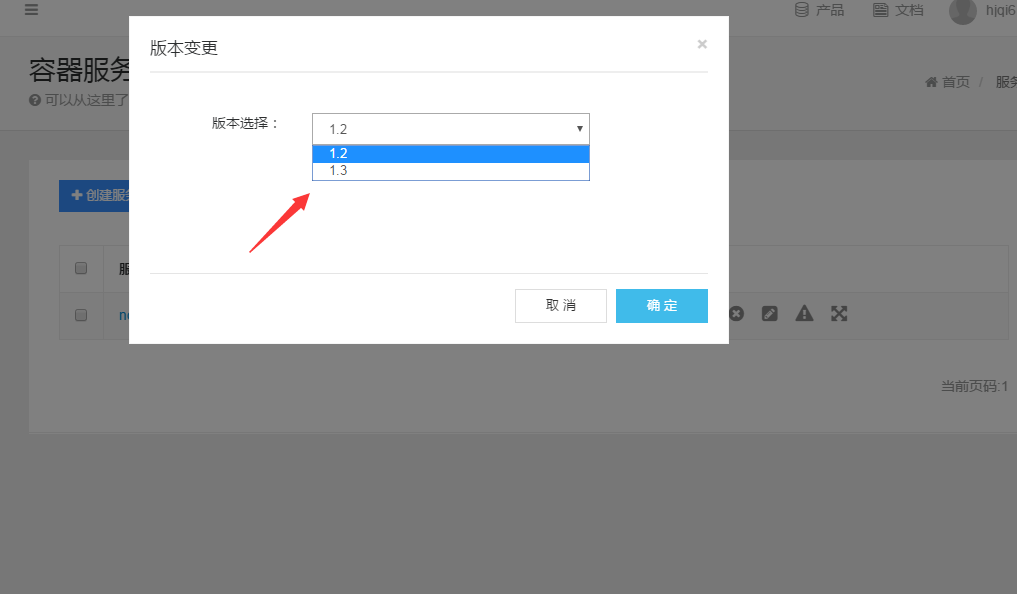 产品 文档 hjqi6
版本变更 ×
容器服务
首页 / 服务
可以从这里了
版本选择：
1.2
1.2
1.3
创建服务
服
取 消 确 定
当前页码:1